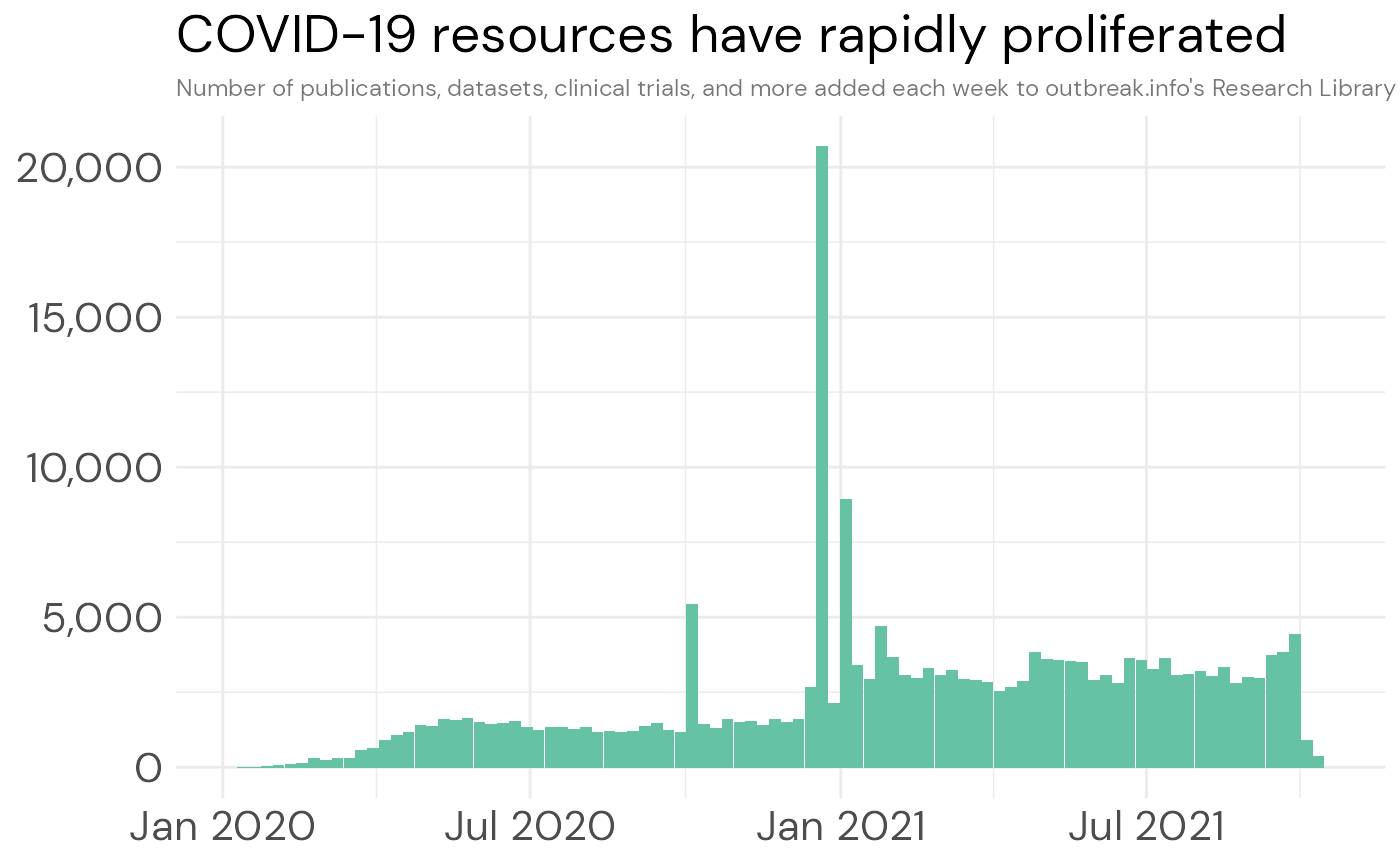 COVID-19 resources have rapidly proliferated
Number of publications, datasets, clinical trials, and more added each week to outbreak.info's Research Library
20,000
15,000
10,000
5,000
0
Jan 2020 Jul 2020 Jan 2021 Jul 2021